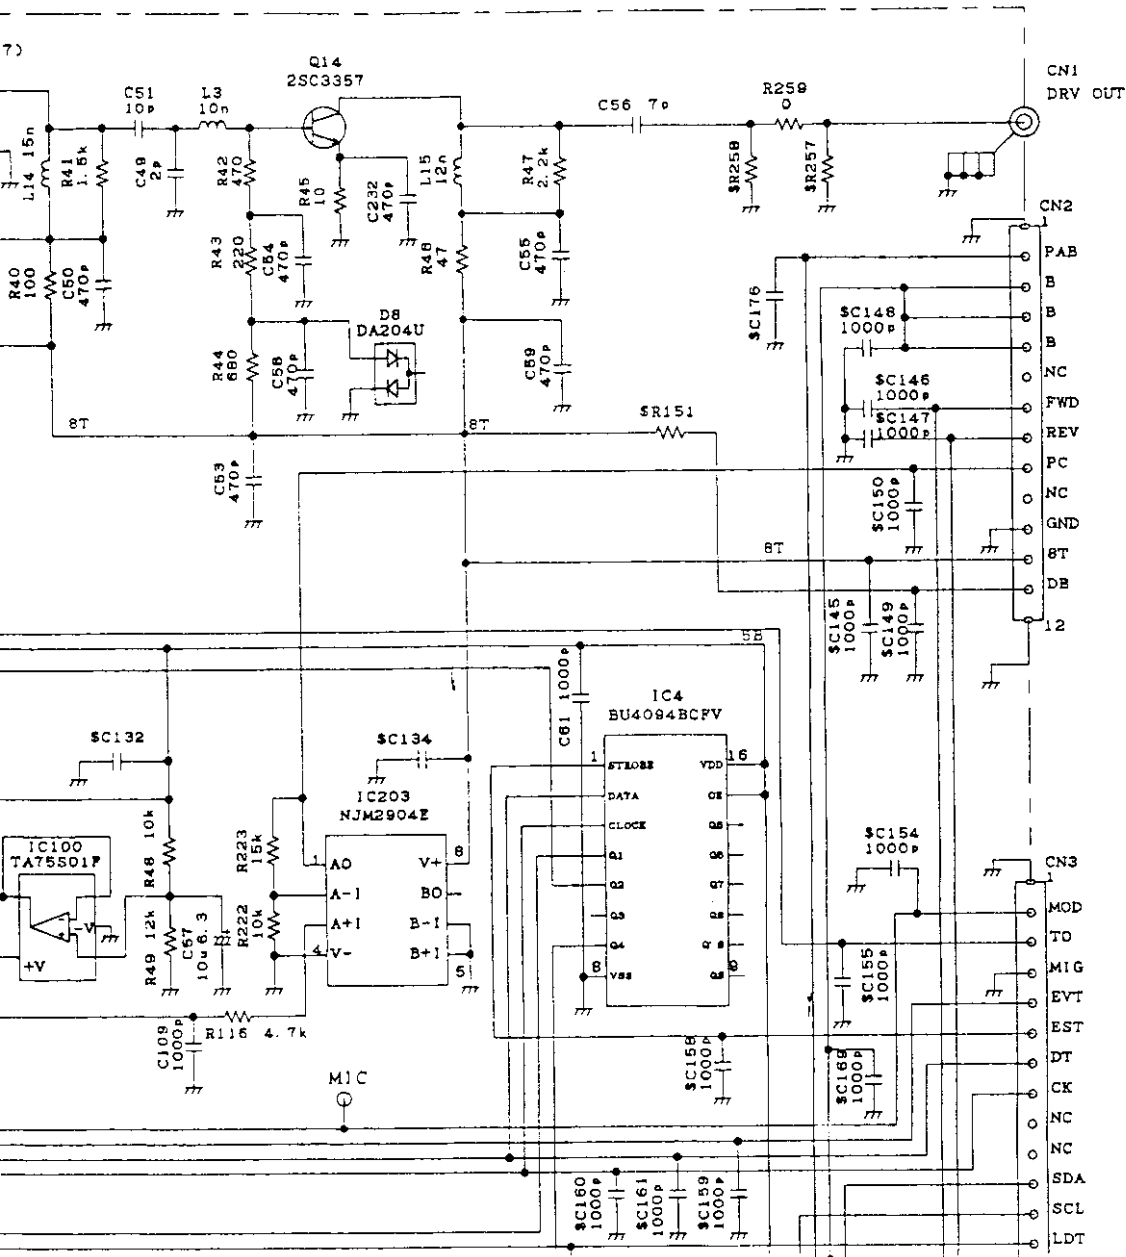 7)
Q14
2SC3357
C51
10p
L3
10n
C56 7p
R259
0
CN1
DRV OUT
L14 15n
R41
1.5k
C49
2p
R42
470
R45
10
C232
470p
L15
12n
R47
2.2k
$R258
$R257
CN2
1
R40
100
C50
470p
R43
220
C54
470p
R46
47
C55
470p
PAB
B
B
B
NC
FWD
REV
PC
NC
GND
8T
DB
12
$C176
$C148
1000p
$C146
1000p
$C147
1000p
D8
DA204U
R44
680
C58
470p
C59
470p
8T
8T
$R151
C53
470p
$C150
1000p
8T
$C145
1000p
$C149
1000p
5B
C61 1000p
IC4
BU4094BCFV
1
STROBE
DATA
CLOCK
Q1
Q2
Q3
Q4
8
VSS
16
VDD
OE
Q5
Q6
Q7
Q8
9
$C132
$C134
IC203
NJM2904E
1
AO
A-I
A+I
4
V-
V+
8
BO
B-I
B+I
5
R223
15k
R222
10k
IC100
TA75S01F
-V
+V
R48 10k
R49 12k
C57
10u6.3
C109
1000p
R116 4.7k
MIC
$C154
1000p
CN3
1
MOD
TD
MIG
EVT
EST
DT
CK
NC
NC
SDA
SCL
LDT
$C155
1000p
$C158
1000p
$C169
1000p
$C160
1000p
$C161
1000p
$C159
1000p